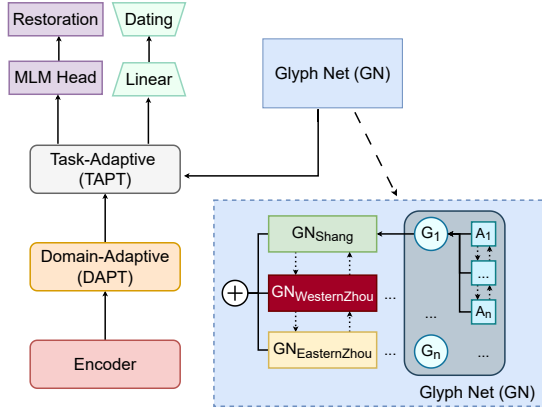 Restoration
Dating
MLM Head
Linear
Glyph Net (GN)
Task-Adaptive
(TAPT)
Domain-Adaptive
(DAPT)
Encoder
GNShang
G1
A1
...
GNWesternZhou
...
...
An
GNEasternZhou
...
Gn
...
Glyph Net (GN)